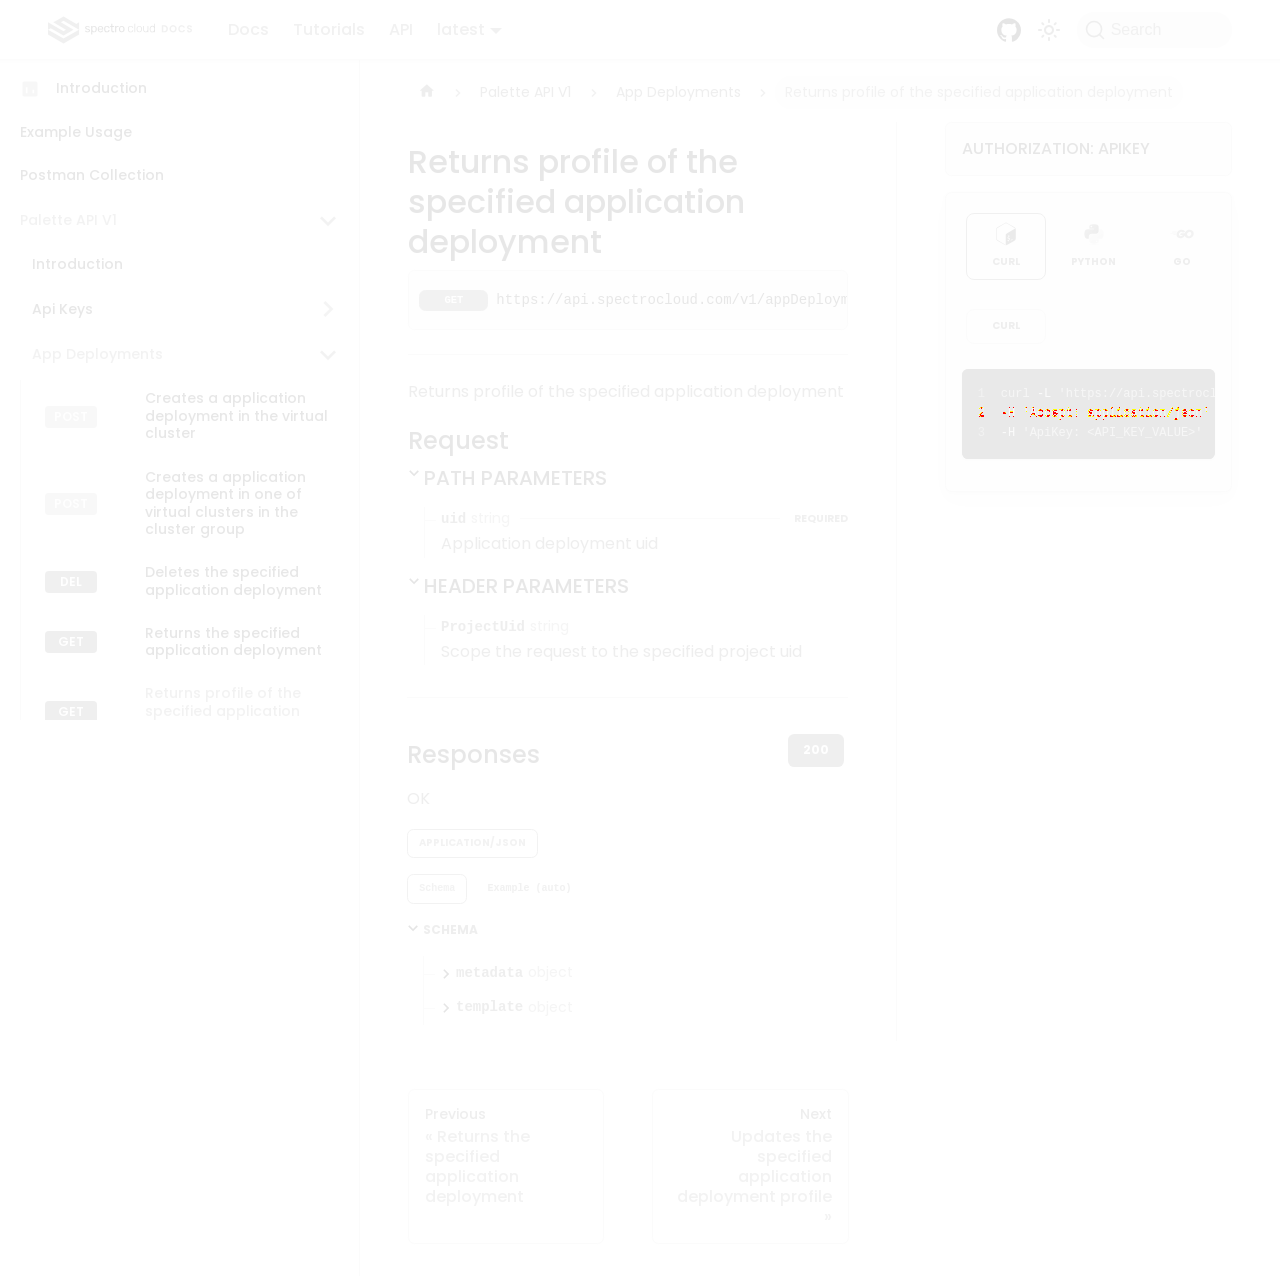 spectro cloud DOCS
Docs
Tutorials
API
latest
Search
Introduction
Example Usage
Postman Collection
Palette API V1
Introduction
Api Keys
App Deployments
POST
Creates a application
deployment in the virtual
cluster
POST
Creates a application
deployment in one of
virtual clusters in the
cluster group
DEL
Deletes the specified
application deployment
GET
Returns the specified
application deployment
GET
Returns profile of the
specified application
Palette API V1
App Deployments
Returns profile of the specified application deployment
Returns profile of the
specified application
deployment
GET https://api.spectrocloud.com/v1/appDeploym
Returns profile of the specified application deployment
Request
PATH PARAMETERS
uid string REQUIRED
Application deployment uid
HEADER PARAMETERS
ProjectUid string
Scope the request to the specified project uid
Responses
200
OK
APPLICATION/JSON
Schema
Example (auto)
SCHEMA
metadata object
template object
Previous
« Returns the
specified
application
deployment
Next
Updates the
specified
application
deployment profile
»
AUTHORIZATION: APIKEY
CURL
PYTHON
GO
GO
CURL
1 curl -L 'https://api.spectrocl
2 -H 'Accept: application/json'
3 -H 'ApiKey: <API_KEY_VALUE>'